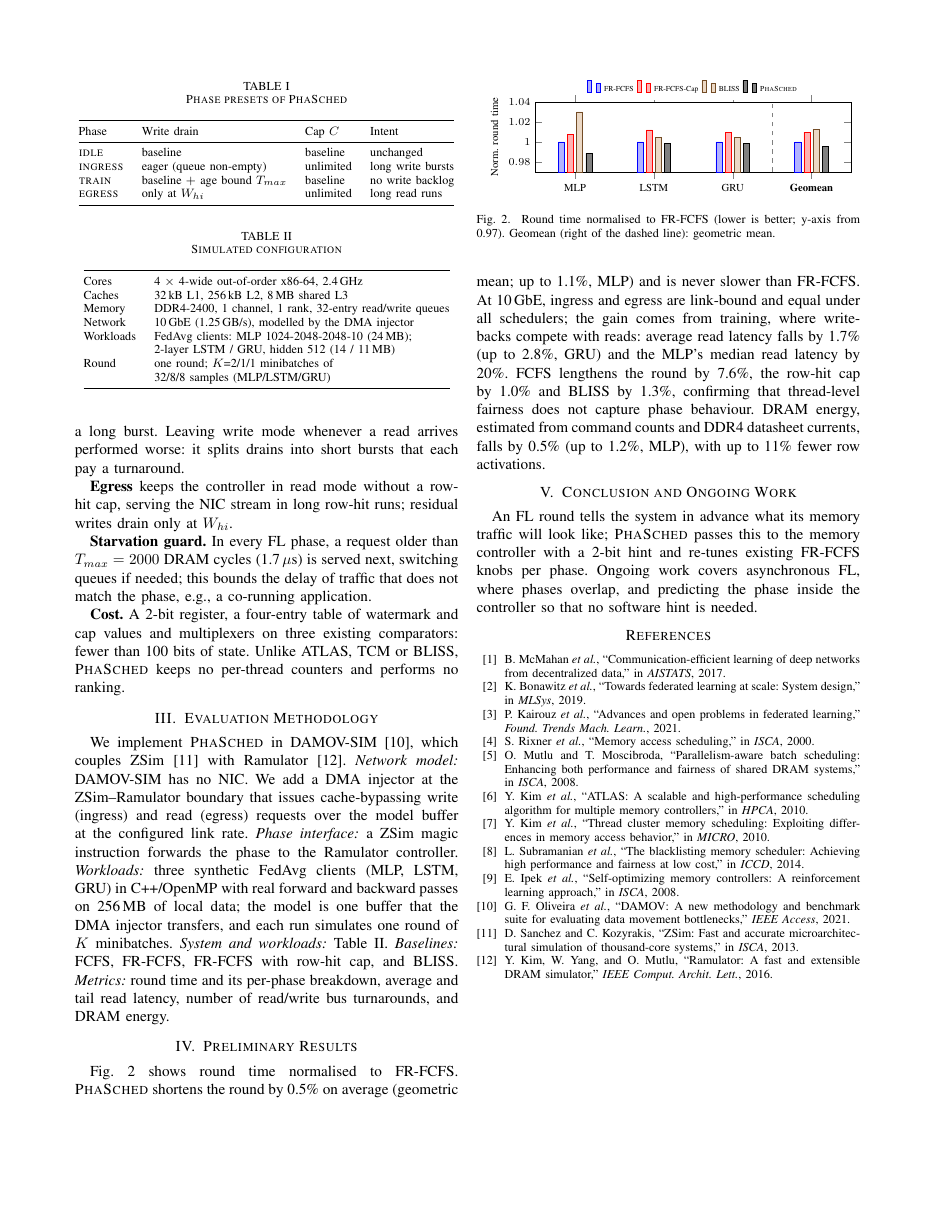 TABLE I
PHASE PRESETS OF PHASCHED
Phase Write drain Cap C Intent
IDLE baseline baseline unchanged
INGRESS eager (queue non-empty) unlimited long write bursts
TRAIN baseline + age bound Tmax baseline no write backlog
EGRESS only at Whi unlimited long read runs
TABLE II
SIMULATED CONFIGURATION
Cores 4 × 4-wide out-of-order x86-64, 2.4 GHz
Caches 32 kB L1, 256 kB L2, 8 MB shared L3
Memory DDR4-2400, 1 channel, 1 rank, 32-entry read/write queues
Network 10 GbE (1.25 GB/s), modelled by the DMA injector
Workloads FedAvg clients: MLP 1024-2048-2048-10 (24 MB);
2-layer LSTM / GRU, hidden 512 (14 / 11 MB)
Round one round; K=2/1/1 minibatches of
32/8/8 samples (MLP/LSTM/GRU)
a long burst. Leaving write mode whenever a read arrives
performed worse: it splits drains into short bursts that each
pay a turnaround.
Egress keeps the controller in read mode without a row-
hit cap, serving the NIC stream in long row-hit runs; residual
writes drain only at Whi.
Starvation guard. In every FL phase, a request older than
Tmax = 2000 DRAM cycles (1.7 μs) is served next, switching
queues if needed; this bounds the delay of traffic that does not
match the phase, e.g., a co-running application.
Cost. A 2-bit register, a four-entry table of watermark and
cap values and multiplexers on three existing comparators:
fewer than 100 bits of state. Unlike ATLAS, TCM or BLISS,
PHASCHED keeps no per-thread counters and performs no
ranking.
III. EVALUATION METHODOLOGY
We implement PHASCHED in DAMOV-SIM [10], which
couples ZSim [11] with Ramulator [12]. Network model:
DAMOV-SIM has no NIC. We add a DMA injector at the
ZSim–Ramulator boundary that issues cache-bypassing write
(ingress) and read (egress) requests over the model buffer
at the configured link rate. Phase interface: a ZSim magic
instruction forwards the phase to the Ramulator controller.
Workloads: three synthetic FedAvg clients (MLP, LSTM,
GRU) in C++/OpenMP with real forward and backward passes
on 256 MB of local data; the model is one buffer that the
DMA injector transfers, and each run simulates one round of
K minibatches. System and workloads: Table II. Baselines:
FCFS, FR-FCFS, FR-FCFS with row-hit cap, and BLISS.
Metrics: round time and its per-phase breakdown, average and
tail read latency, number of read/write bus turnarounds, and
DRAM energy.
IV. PRELIMINARY RESULTS
Fig. 2 shows round time normalised to FR-FCFS.
PHASCHED shortens the round by 0.5% on average (geometric
FR-FCFS FR-FCFS-Cap BLISS PHASCHED
Norm. round time
1.04
1.02
1
0.98
MLP LSTM GRU Geomean
Fig. 2. Round time normalised to FR-FCFS (lower is better; y-axis from
0.97). Geomean (right of the dashed line): geometric mean.
mean; up to 1.1%, MLP) and is never slower than FR-FCFS.
At 10 GbE, ingress and egress are link-bound and equal under
all schedulers; the gain comes from training, where write-
backs compete with reads: average read latency falls by 1.7%
(up to 2.8%, GRU) and the MLP's median read latency by
20%. FCFS lengthens the round by 7.6%, the row-hit cap
by 1.0% and BLISS by 1.3%, confirming that thread-level
fairness does not capture phase behaviour. DRAM energy,
estimated from command counts and DDR4 datasheet currents,
falls by 0.5% (up to 1.2%, MLP), with up to 11% fewer row
activations.
V. CONCLUSION AND ONGOING WORK
An FL round tells the system in advance what its memory
traffic will look like; PHASCHED passes this to the memory
controller with a 2-bit hint and re-tunes existing FR-FCFS
knobs per phase. Ongoing work covers asynchronous FL,
where phases overlap, and predicting the phase inside the
controller so that no software hint is needed.
REFERENCES
[1] B. McMahan et al., “Communication-efficient learning of deep networks
from decentralized data,” in AISTATS, 2017.
[2] K. Bonawitz et al., “Towards federated learning at scale: System design,”
in MLSys, 2019.
[3] P. Kairouz et al., “Advances and open problems in federated learning,”
Found. Trends Mach. Learn., 2021.
[4] S. Rixner et al., “Memory access scheduling,” in ISCA, 2000.
[5] O. Mutlu and T. Moscibroda, “Parallelism-aware batch scheduling:
Enhancing both performance and fairness of shared DRAM systems,”
in ISCA, 2008.
[6] Y. Kim et al., “ATLAS: A scalable and high-performance scheduling
algorithm for multiple memory controllers,” in HPCA, 2010.
[7] Y. Kim et al., “Thread cluster memory scheduling: Exploiting differ-
ences in memory access behavior,” in MICRO, 2010.
[8] L. Subramanian et al., “The blacklisting memory scheduler: Achieving
high performance and fairness at low cost,” in ICCD, 2014.
[9] E. Ipek et al., “Self-optimizing memory controllers: A reinforcement
learning approach,” in ISCA, 2008.
[10] G. F. Oliveira et al., “DAMOV: A new methodology and benchmark
suite for evaluating data movement bottlenecks,” IEEE Access, 2021.
[11] D. Sanchez and C. Kozyrakis, “ZSim: Fast and accurate microarchitec-
tural simulation of thousand-core systems,” in ISCA, 2013.
[12] Y. Kim, W. Yang, and O. Mutlu, “Ramulator: A fast and extensible
DRAM simulator,” IEEE Comput. Archit. Lett., 2016.